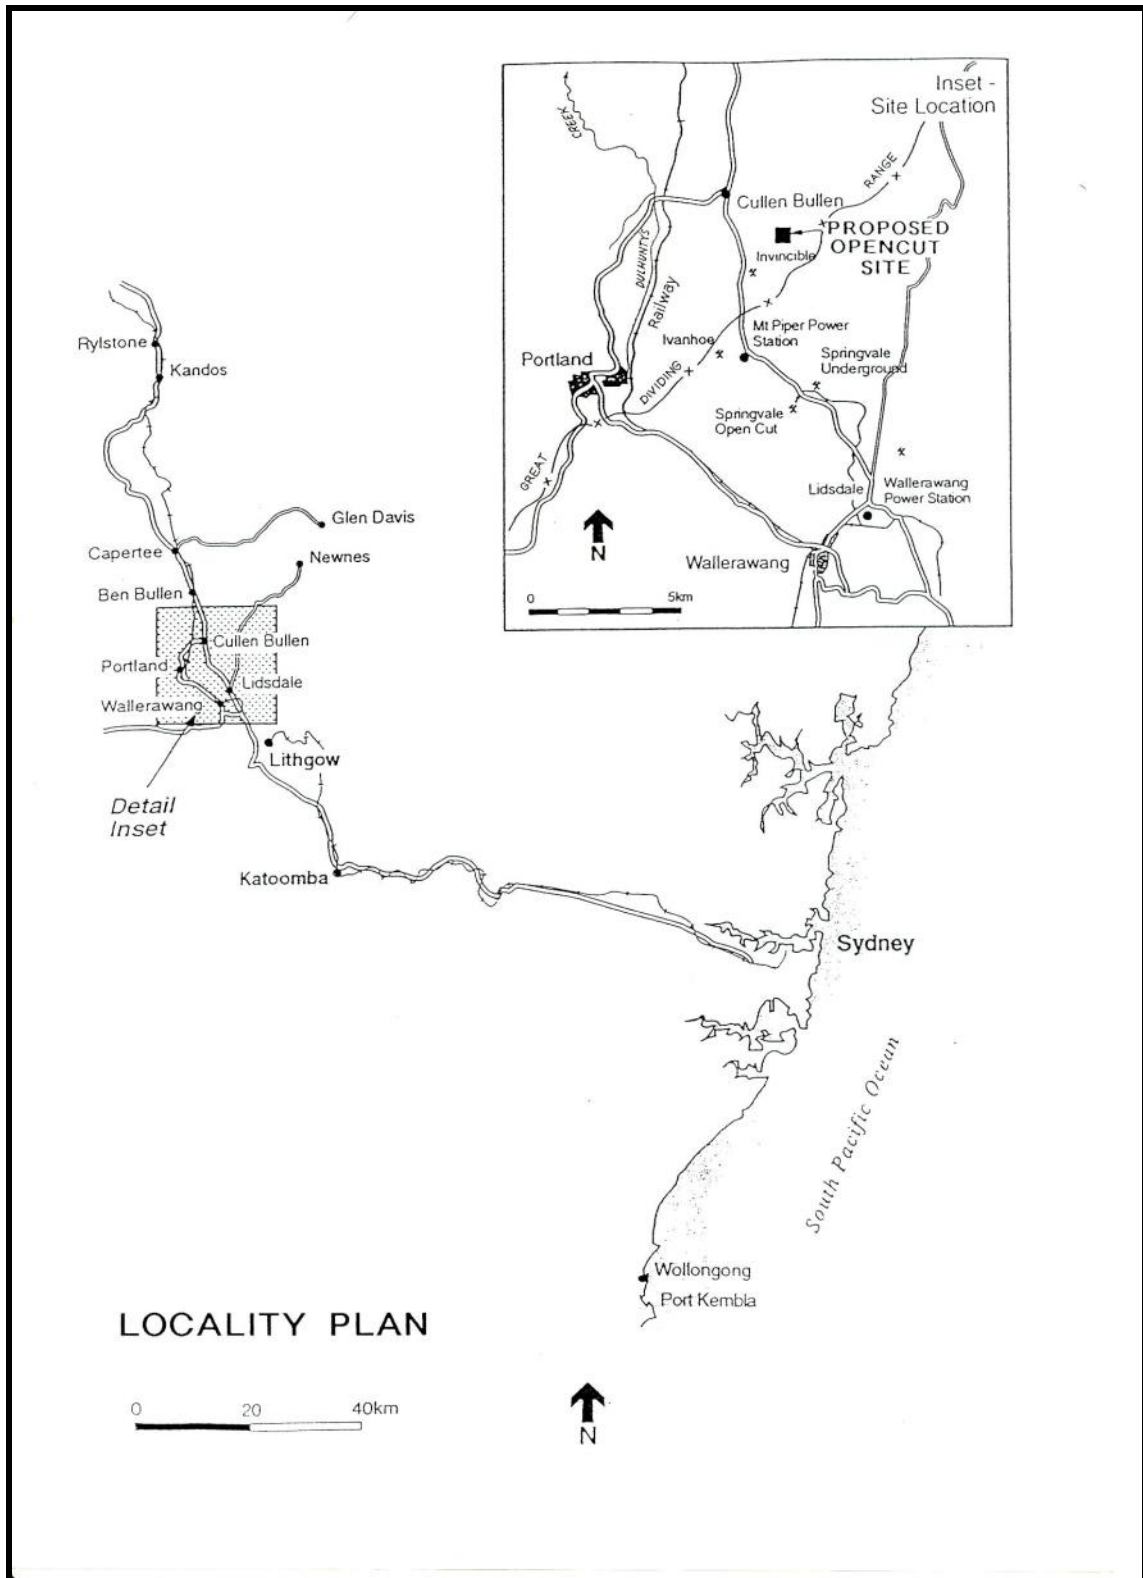 Inset -
Site Location
CREEK
RANGE
Cullen Bullen
PROPOSED
OPENCUT
SITE
Invincible
DULHUNTYS
Railway
Mt Piper Power
Station
Ivanhoe
Portland
Springvale
Underground
DIVIDING
Springvale
Open Cut
GREAT
Lidsdale
Wallerawang
Power Station
N
Wallerawang
0
5km
Rylstone
Kandos
Glen Davis
Capertee
Newnes
Ben Bullen
Cullen Bullen
Portland
Lidsdale
Wallerawang
Lithgow
Detail
Inset
Katoomba
Sydney
South Pacific Ocean
Wollongong
Port Kembla
LOCALITY PLAN
0 20 40km
N